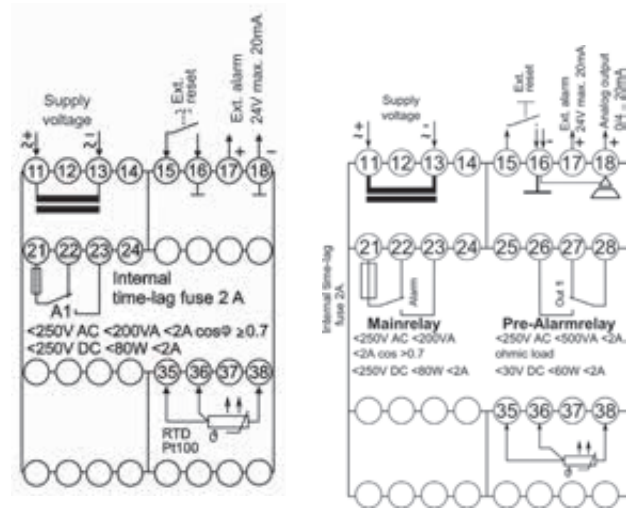 Supply
voltage
Ext.
reset
Ext. alarm
24V max. 20mA
≂+
≂-
+
-
11 12 13 14 15 16 17 18
21 22 23 24
Internal
time-lag fuse 2 A
A1
<250V AC <200VA <2A cosφ ≥0.7
<250V DC <80W <2A
35 36 37 38
RTD
Pt100
ϑ
Supply
voltage
Ext.
reset
Ext. alarm
24V max. 20mA
Analog output
0/4 – 20mA
≂+
≂-
-
+
+
11 12 13 14 15 16 17 18
21 22 23 24 25 26 27 28
Internal time-lag
fuse 2A
Alarm
Out 1
Mainrelay
<250V AC <200VA
<2A cos >0.7
<250V DC <80W <2A
Pre-Alarmrelay
<250V AC <500VA <2A.
ohmic load
<30V DC <60W <2A
35 36 37 38
ϑ